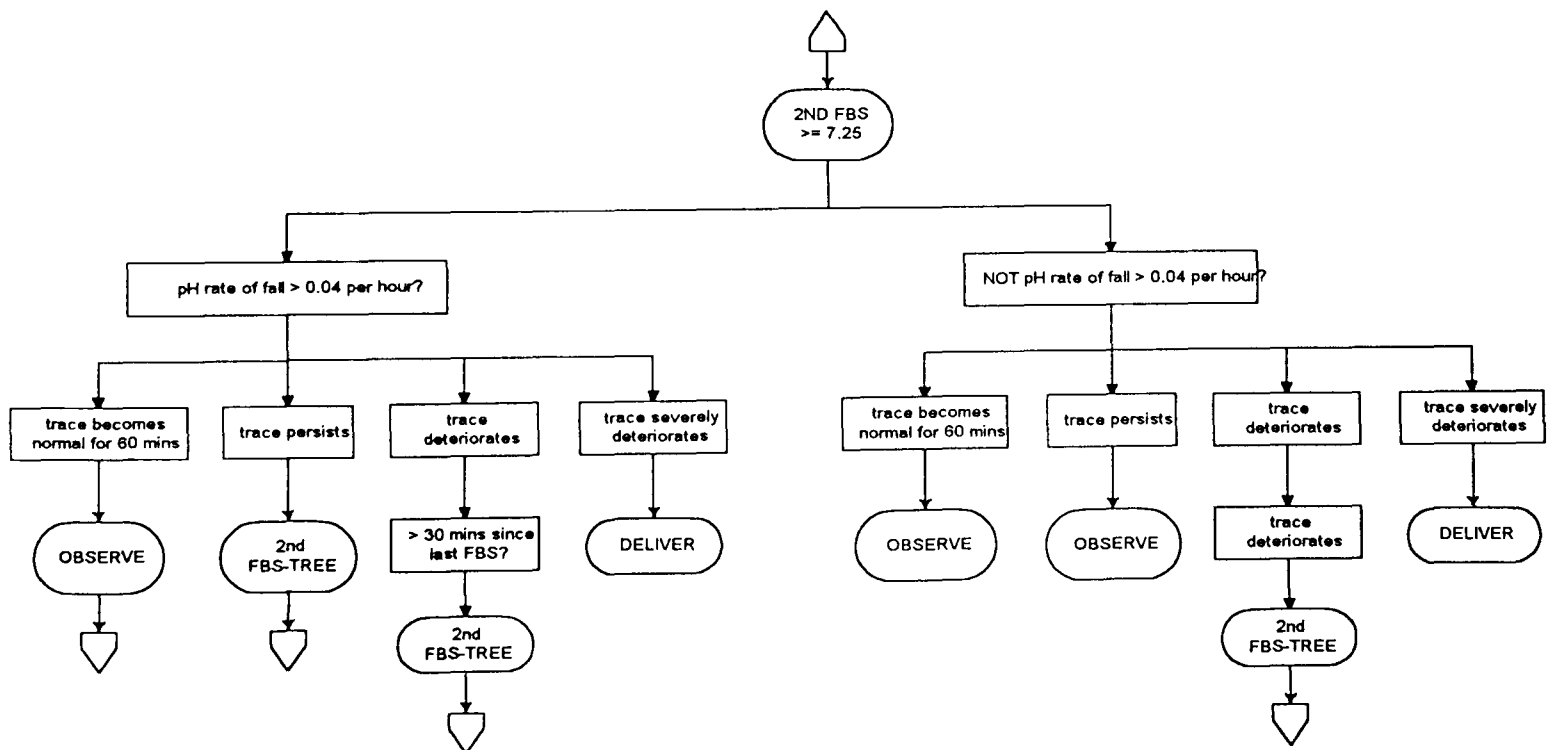 2ND FBS
>= 7.25
pH rate of fall > 0.04 per hour?
NOT pH rate of fall > 0.04 per hour?
trace becomes
normal for 60 mins
trace persists
trace
deteriorates
trace severely
deteriorates
trace becomes
normal for 60 mins
trace persists
trace
deteriorates
trace severely
deteriorates
OBSERVE
2nd
FBS-TREE
> 30 mins since
last FBS?
DELIVER
OBSERVE
OBSERVE
trace
deteriorates
DELIVER
2nd
FBS-TREE
2nd
FBS-TREE